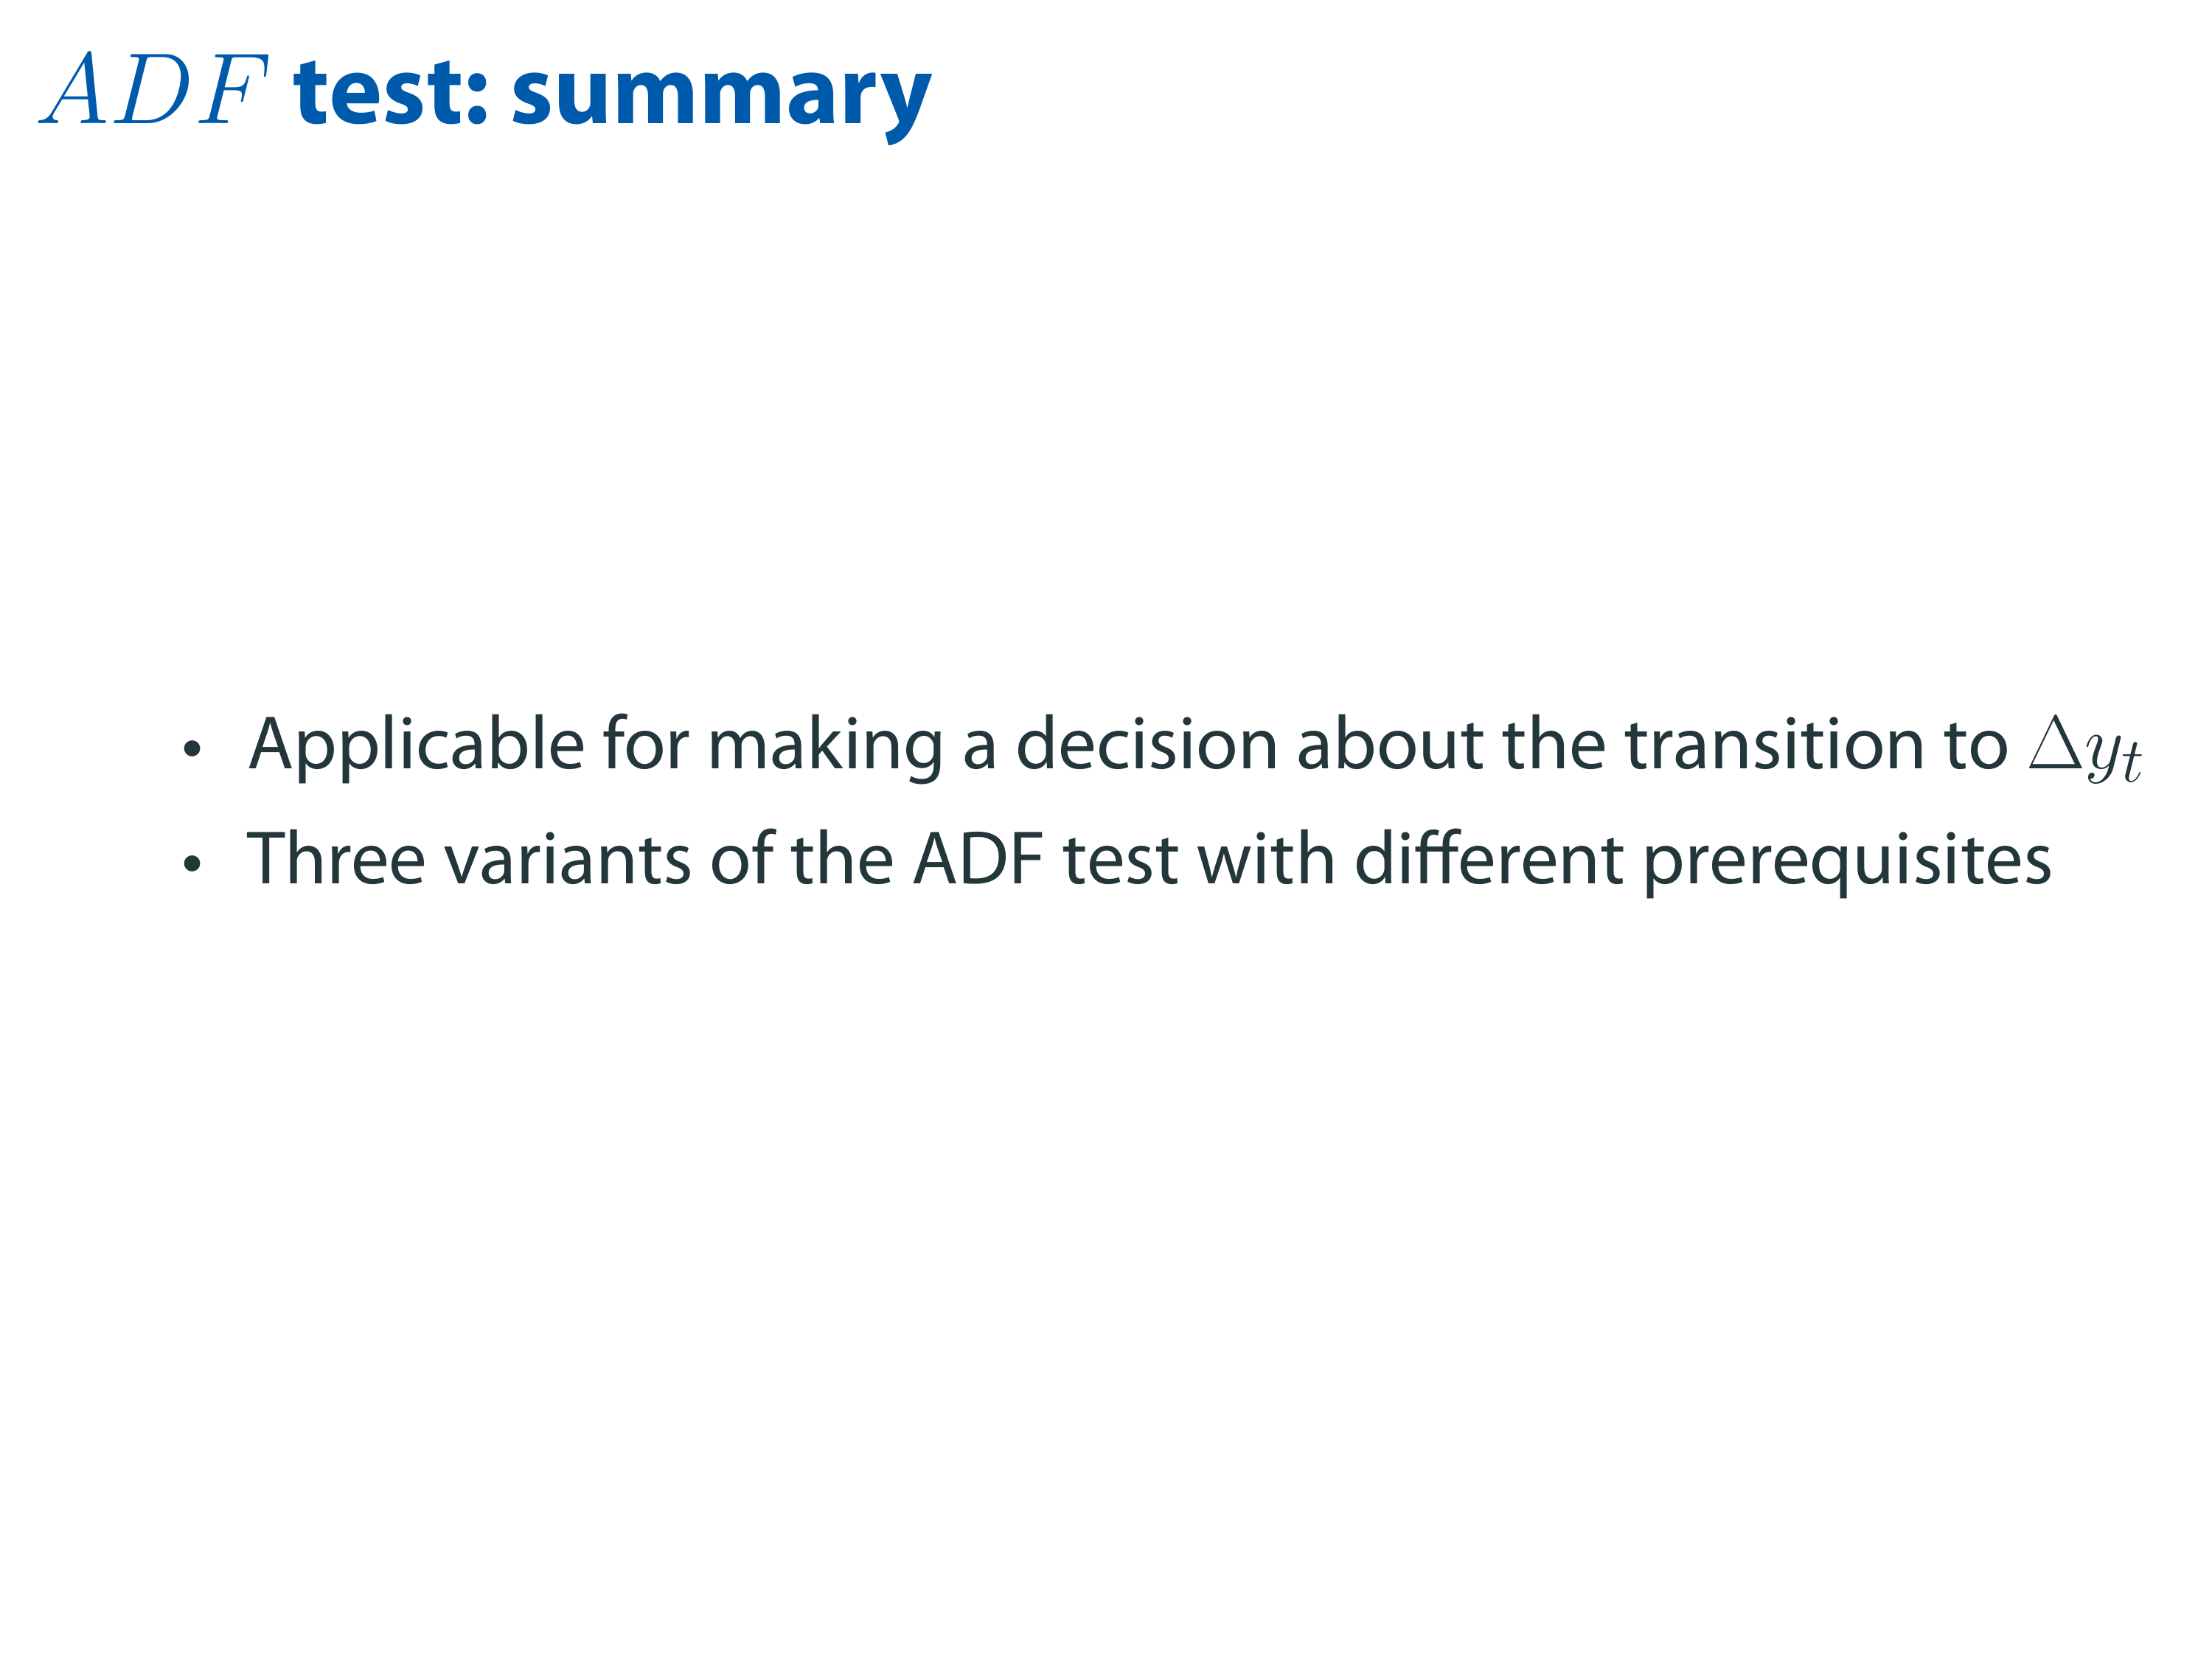 ADF test: summary
• Applicable for making a decision about the transition to Δyₜ
• Three variants of the ADF test with different prerequisites